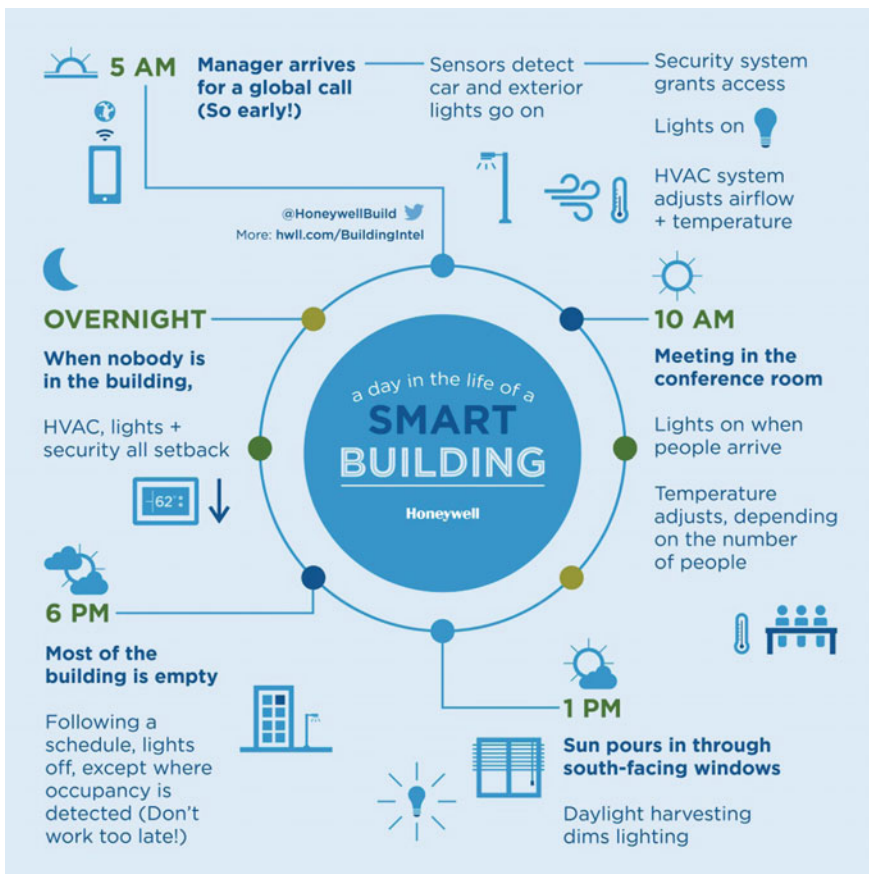 5 AM
Manager arrives
for a global call
(So early!)
Sensors detect
car and exterior
lights go on
Security system
grants access
Lights on
HVAC system
adjusts airflow
+ temperature
@HoneywellBuild
More: hwll.com/BuildingIntel
OVERNIGHT
When nobody is
in the building,
HVAC, lights +
security all setback
62°
a day in the life of a
SMART
BUILDING
Honeywell
10 AM
Meeting in the
conference room
Lights on when
people arrive
Temperature
adjusts, depending
on the number
of people
6 PM
Most of the
building is empty
Following a
schedule, lights
off, except where
occupancy is
detected (Don't
work too late!)
1 PM
Sun pours in through
south-facing windows
Daylight harvesting
dims lighting